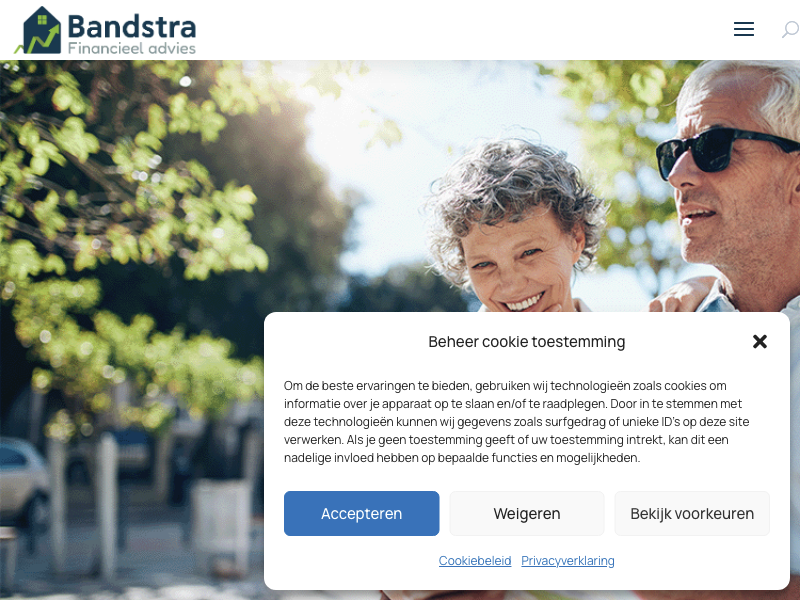 Bandstra
Financieel advies
Beheer cookie toestemming
Om de beste ervaringen te bieden, gebruiken wij technologieën zoals cookies om
informatie over je apparaat op te slaan en/of te raadplegen. Door in te stemmen met
deze technologieën kunnen wij gegevens zoals surfgedrag of unieke ID's op deze site
verwerken. Als je geen toestemming geeft of uw toestemming intrekt, kan dit een
nadelige invloed hebben op bepaalde functies en mogelijkheden.
Accepteren Weigeren Bekijk voorkeuren
Cookiebeleid Privacyverklaring